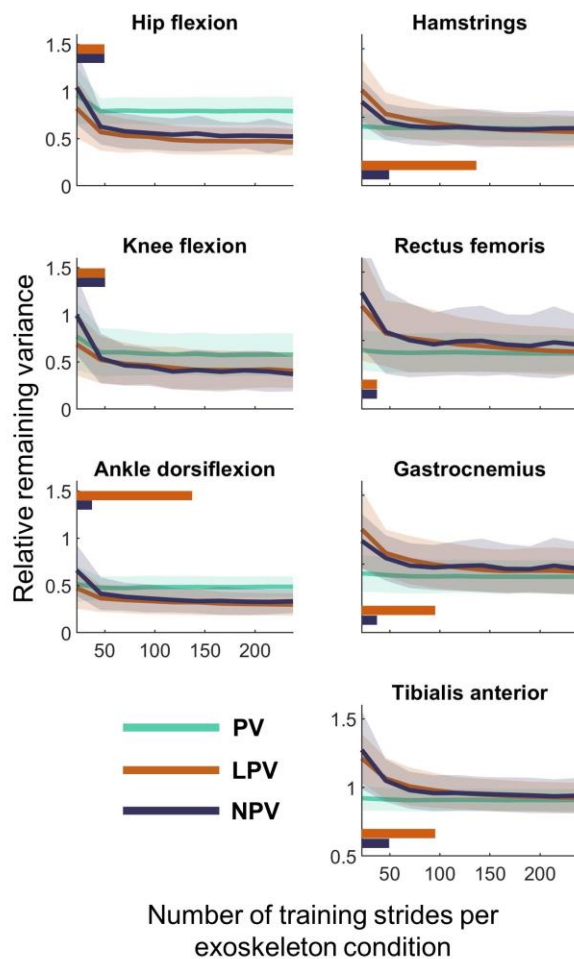 Hip flexion
Hamstrings
1.5
1
0.5
0
Knee flexion
Rectus femoris
1.5
1
0.5
0
Ankle dorsiflexion
Gastrocnemius
1.5
1
0.5
0
50 100 150 200
Relative remaining variance
Tibialis anterior
1.5
1
0.5
50 100 150 200
PV
LPV
NPV
Number of training strides per
exoskeleton condition